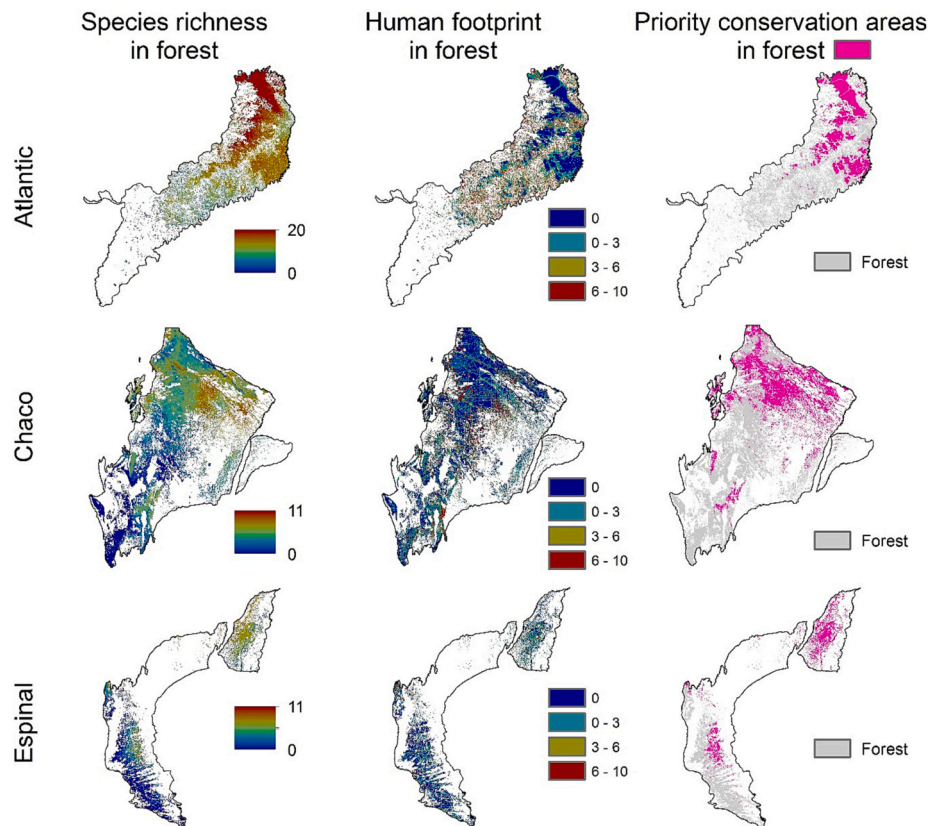 Species richness
in forest
Human footprint
in forest
Priority conservation areas
in forest
Atlantic
20
0
0
0 - 3
3 - 6
6 - 10
Forest
Chaco
11
0
0
0 - 3
3 - 6
6 - 10
Forest
Espinal
11
0
0
0 - 3
3 - 6
6 - 10
Forest